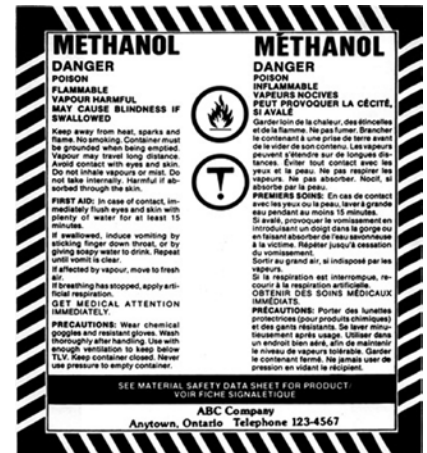 METHANOL
DANGER
POISON
FLAMMABLE
VAPOUR HARMFUL
MAY CAUSE BLINDNESS IF
SWALLOWED
Keep away from heat, sparks and
flame. No smoking. Container must
be grounded when being emptied.
Vapour may travel long distance.
Avoid contact with eyes and skin.
Do not inhale vapours or mist. Do
not take internally. Harmful if ab-
sorbed through the skin.
FIRST AID: In case of contact, im-
mediately flush eyes and skin with
plenty of water for at least 15
minutes.
If swallowed, induce vomiting by
sticking finger down throat, or by
giving soapy water to drink. Repeat
until vomit is clear.
If affected by vapour, move to fresh
air.
If breathing has stopped, apply arti-
ficial respiration.
GET MEDICAL ATTENTION
IMMEDIATELY.
PRECAUTIONS: Wear chemical
goggles and resistant gloves. Wash
thoroughly after handling. Use with
enough ventilation to keep below
TLV. Keep container closed. Never
use pressure to empty container.
MÉTHANOL
DANGER
POISON
INFLAMMABLE
VAPEURS NOCIVES
PEUT PROVOQUER LA CÉCITÉ,
SI AVALÉ
Garder loin de la chaleur, des étincelles
et de la flamme. Ne pas fumer. Brancher
le contenant à une prise de terre avant
de le vider de son contenu. Les vapeurs
peuvent s'étendre sur de longues dis-
tances. Éviter tout contact avec les
yeux et la peau. Ne pas respirer les
vapeurs. Ne pas absorber. Nocif, si
absorbe par la peau.
PREMIERS SOINS: En cas de contact
avec les yeux ou la peau, laver à grande
eau pendant au moins 15 minutes.
Si avalé, provoquer le vomissement en
introduisant un doigt dans la gorge ou
en faisant absorber de l'eau savonneuse
à la victime. Répéter jusqu'à cessation
du vomissement.
Sortir au grand air, si indisposé par les
vapeurs.
Si la respiration est interrompue, re-
courir à la respiration artificielle.
OBTENIR DES SOINS MÉDICAUX
IMMÉDIATS.
PRÉCAUTIONS: Porter des lunettes
protectrices (pour produits chimiques)
et des gants résistants. Se laver minu-
tieusement après usage. Utiliser dans
un endroit bien aéré, afin de maintenir
le niveau de vapeurs tolérable. Garder
le contenant fermé. Ne jamais user de
pression en vidant le récipient.
SEE MATERIAL SAFETY DATA SHEET FOR PRODUCT/
VOIR FICHE SIGNALETIQUE
ABC Company
Anytown, Ontario Telephone 123-4567